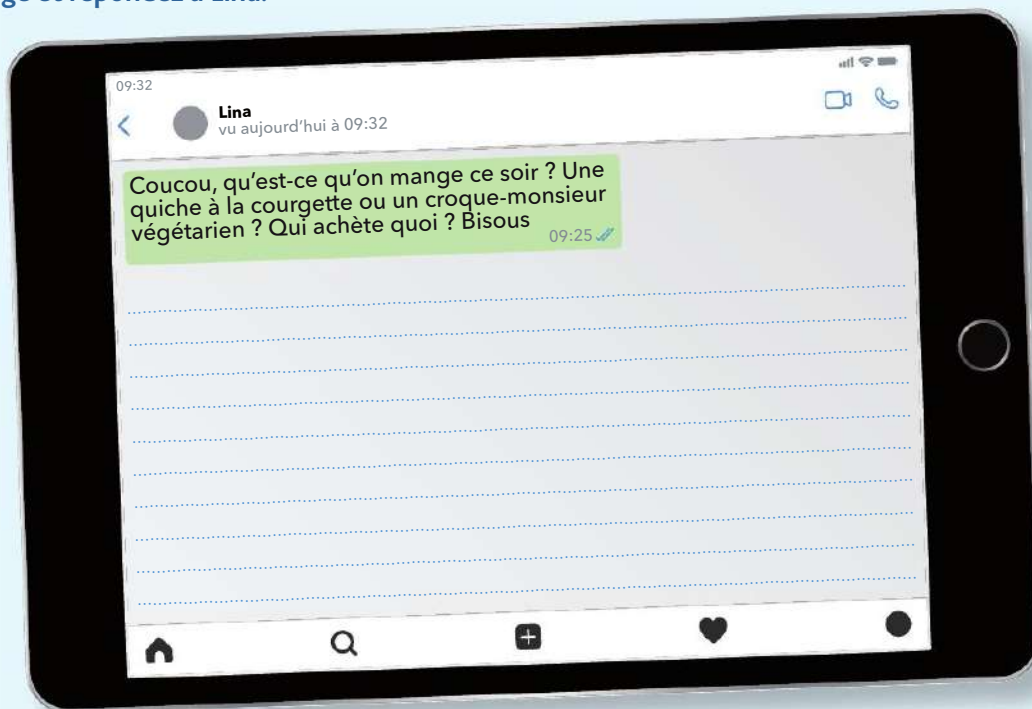 et répondez à Lina.
09:32
Lina
vu aujourd'hui à 09:32
Coucou, qu'est-ce qu'on mange ce soir ? Une
quiche à la courgette ou un croque-monsieur
végétarien ? Qui achète quoi ? Bisous
09:25